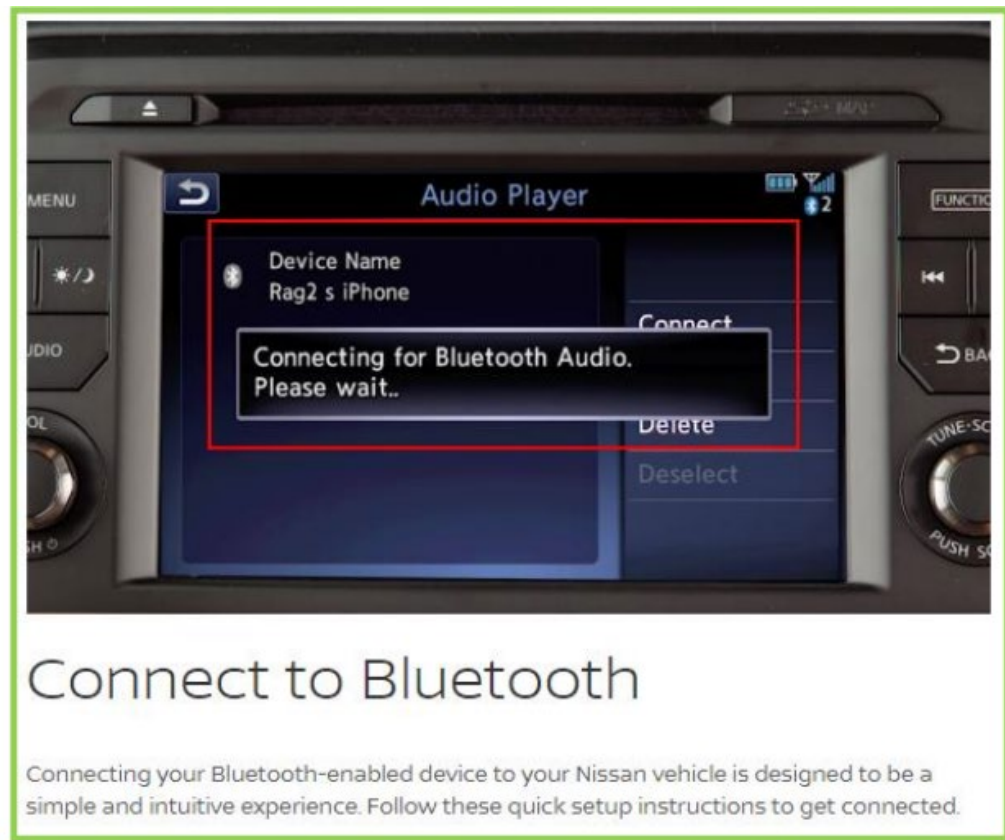 MENU
Audio Player
2
Device Name
Rag2 s iPhone
Connect
Connecting for Bluetooth Audio.
Please wait..
Delete
Deselect
BA
PUSH
Connect to Bluetooth
Connecting your Bluetooth-enabled device to your Nissan vehicle is designed to be a
simple and intuitive experience. Follow these quick setup instructions to get connected.